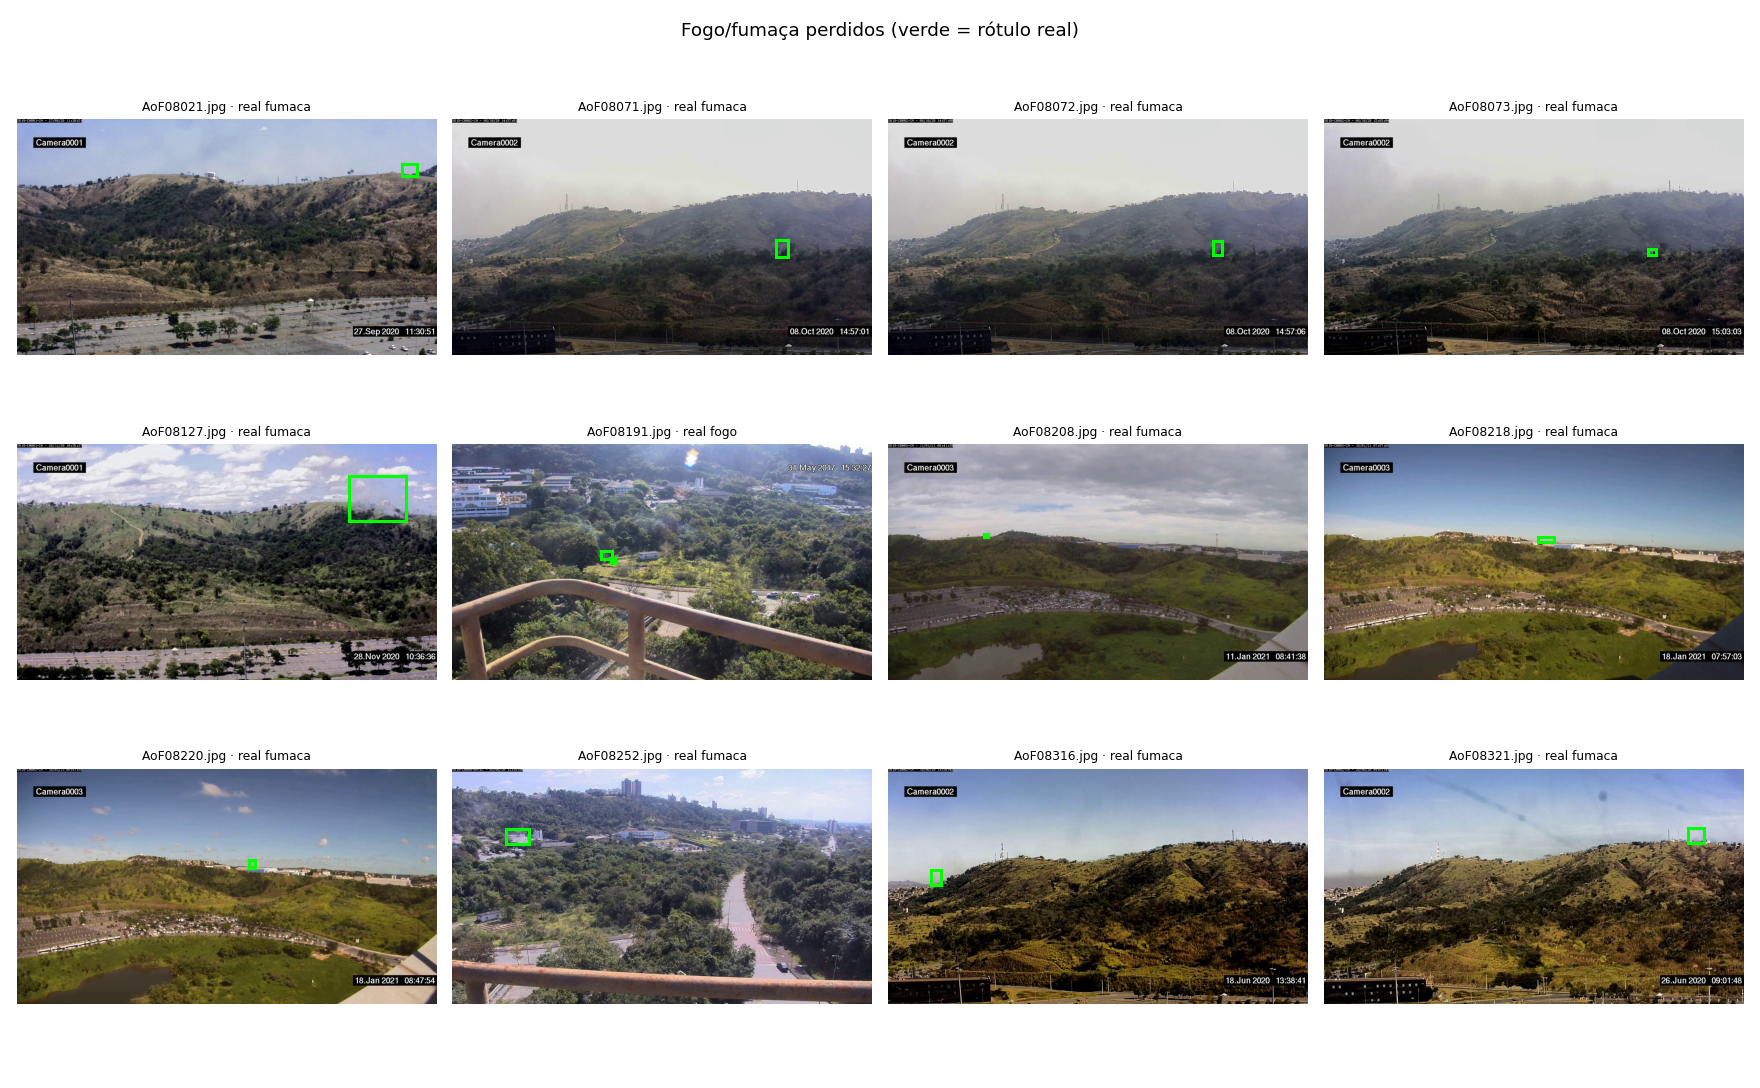 Fogo/fumaça perdidos (verde = rótulo real)
AoF08021.jpg · real fumaca
AoF08071.jpg · real fumaca
AoF08072.jpg · real fumaca
AoF08073.jpg · real fumaca
Camera0001
Camera0002
Camera0002
Camera0002
27.Sep 2020 11:30:51
08.Oct 2020 14:57:01
08.Oct 2020 14:57:06
08.Oct 2020 15:03:03
AoF08127.jpg · real fumaca
AoF08191.jpg · real fogo
AoF08208.jpg · real fumaca
AoF08218.jpg · real fumaca
Camera0001
31 May 2017 15:32:27
Camera0003
Camera0003
28.Nov 2020 10:36:36
11.Jan 2021 08:41:38
18.Jan 2021 07:57:03
AoF08220.jpg · real fumaca
AoF08252.jpg · real fumaca
AoF08316.jpg · real fumaca
AoF08321.jpg · real fumaca
Camera0003
Camera0002
Camera0002
18.Jan 2021 08:47:54
18.Jun 2020 13:38:41
26.Jun 2020 09:01:48